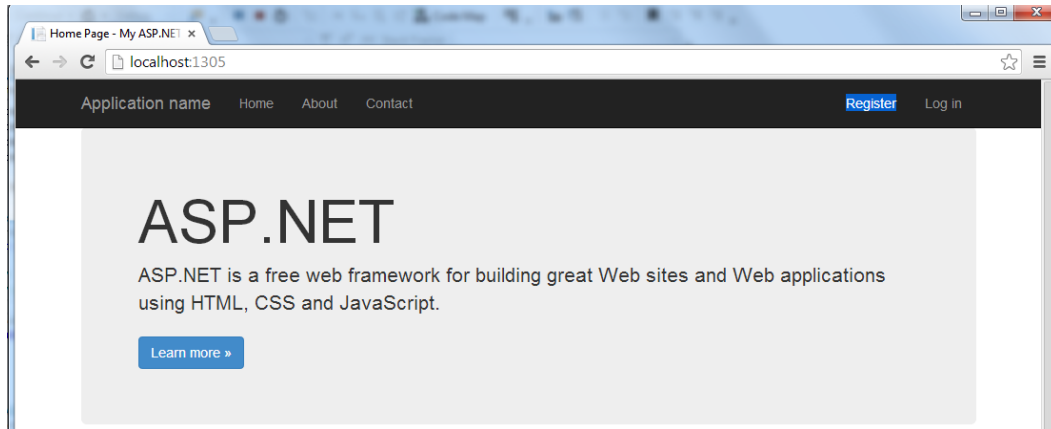 Home Page - My ASP.NET
localhost:1305
Application name Home About Contact Register Log in
ASP.NET
ASP.NET is a free web framework for building great Web sites and Web applications
using HTML, CSS and JavaScript.
Learn more »